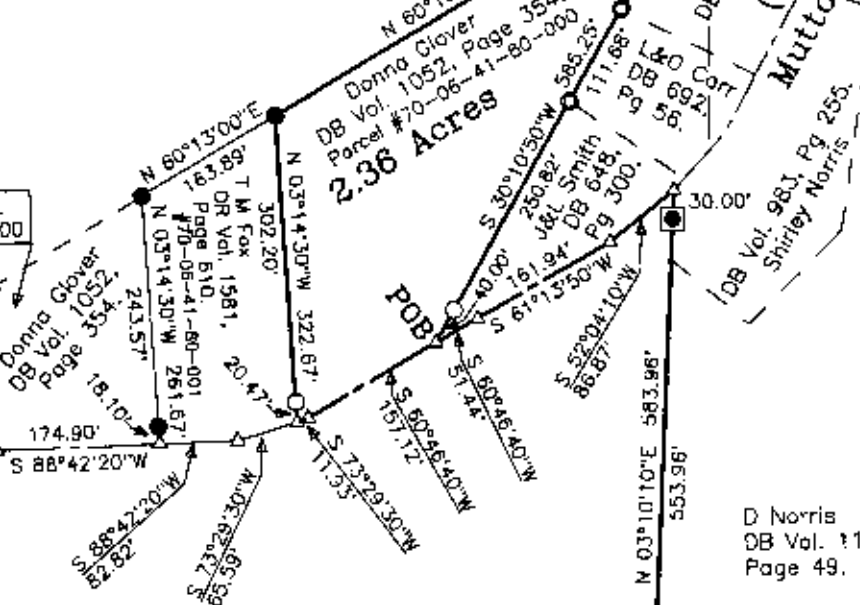 N 60°1
Donna Glover
DB Vol. 1052, Page 354.
Parcel #70-06-41-80-000
2.36 Acres
N 60°13'00"E
163.89'
N 03°14'30"W 322.67'
302.20'
T M Fox
OR Vol. 1581,
Page 610.
#70-06-41-80-001
N 03°14'30"W 261.67'
243.57'
00
Donna Glover
DB Vol. 1052,
Page 354.
18.10'
20.47'
174.90'
S 88°42'20"W
S 88°42'20"W
82.82'
S 73°29'30"W
65.59'
S 73°29'30"W
11.93'
S 60°46'40"W
157.12'
S 60°46'40"W
51.44'
POB
40.00'
S 30°10'50"W 585.25'
250.82'
111.68'
L&O Carr
DB 692,
Pg 56.
J&L Smith
DB 648,
Pg 300.
161.94'
S 61°13'50"W
S 52°04'10"W
86.87'
30.00'
DB
Mutto
DB Vol. 983, Pg 255.
Shirley Norris
N 03°10'10"E 583.96'
553.96'
D Norris
DB Vol. 11
Page 49.